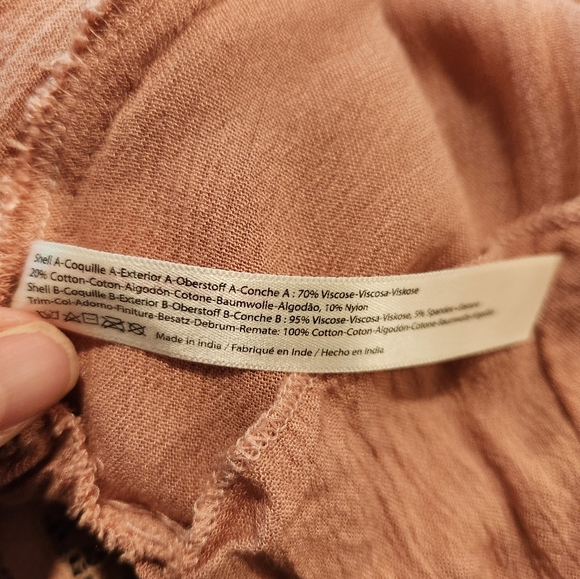 Shell A-Coquille A-Exterior A-Oberstoff A-Conche A : 70% Viscose-Viscosa-Viskose
20% Cotton-Coton-Algodón-Cotone-Baumwolle-Algodão, 10% Nylon
Shell B-Coquille B-Exterior B-Oberstoff B-Conche B : 95% Viscose-Viscosa-Viskose, 5% Spandex-Elastane
Trim-Col-Adorno-Finitura-Besatz-Debrum-Remate: 100% Cotton-Coton-Algodón-Cotone-Baumwolle-Algodão
Made in India / Fabriqué en Inde / Hecho en India